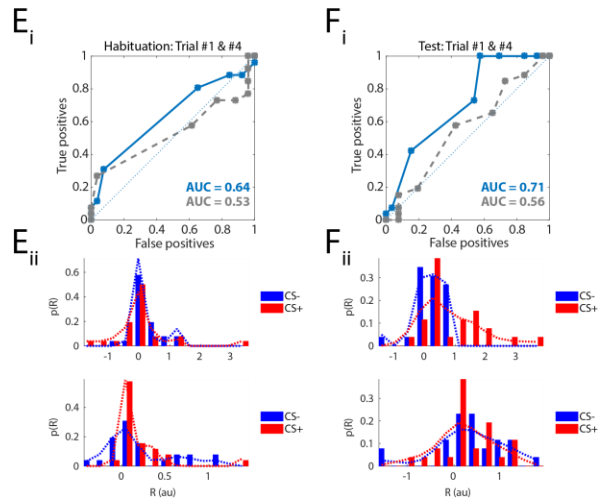 Ei
Habituation: Trial #1 & #4
True positives
1
0.8
0.6
0.4
0.2
0
AUC = 0.64
AUC = 0.53
0 0.2 0.4 0.6 0.8 1
False positives
Fi
Test: Trial #1 & #4
True positives
1
0.8
0.6
0.4
0.2
0
AUC = 0.71
AUC = 0.56
0 0.2 0.4 0.6 0.8 1
False positives
Eii
p(R)
0.6
0.4
0.2
0
-1 0 1 2 3
CS-
CS+
Fii
p(R)
0.3
0.2
0.1
0
-1 0 1 2 3
CS-
CS+
p(R)
0.4
0.2
0
0 0.5 1
R (au)
CS-
CS+
p(R)
0.3
0.2
0.1
0
-1 0 1
R (au)
CS-
CS+